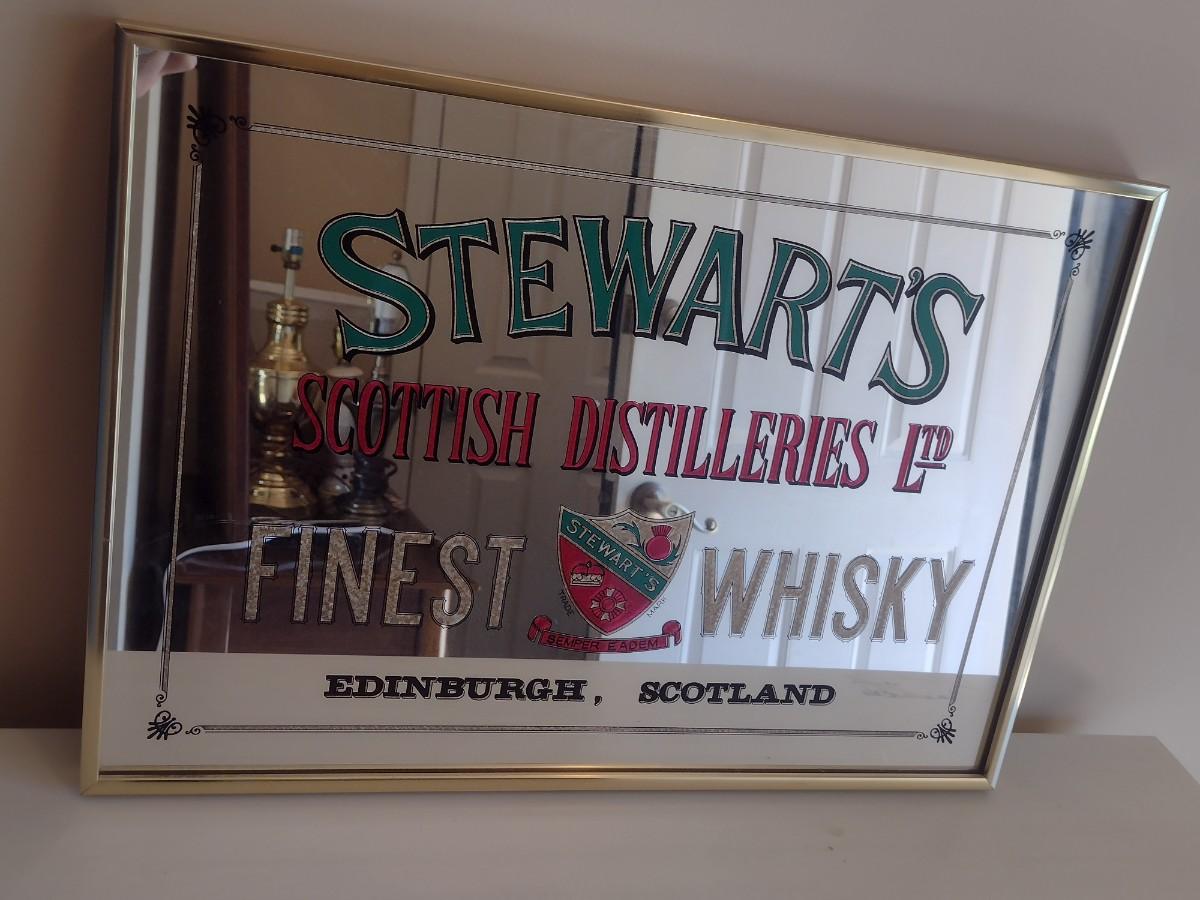 STEWART'S
SCOTTISH DISTILLERIES LTD
FINEST WHISKY
STEWART'S
TRADE MARK
SEMPER EADEM
EDINBURGH, SCOTLAND